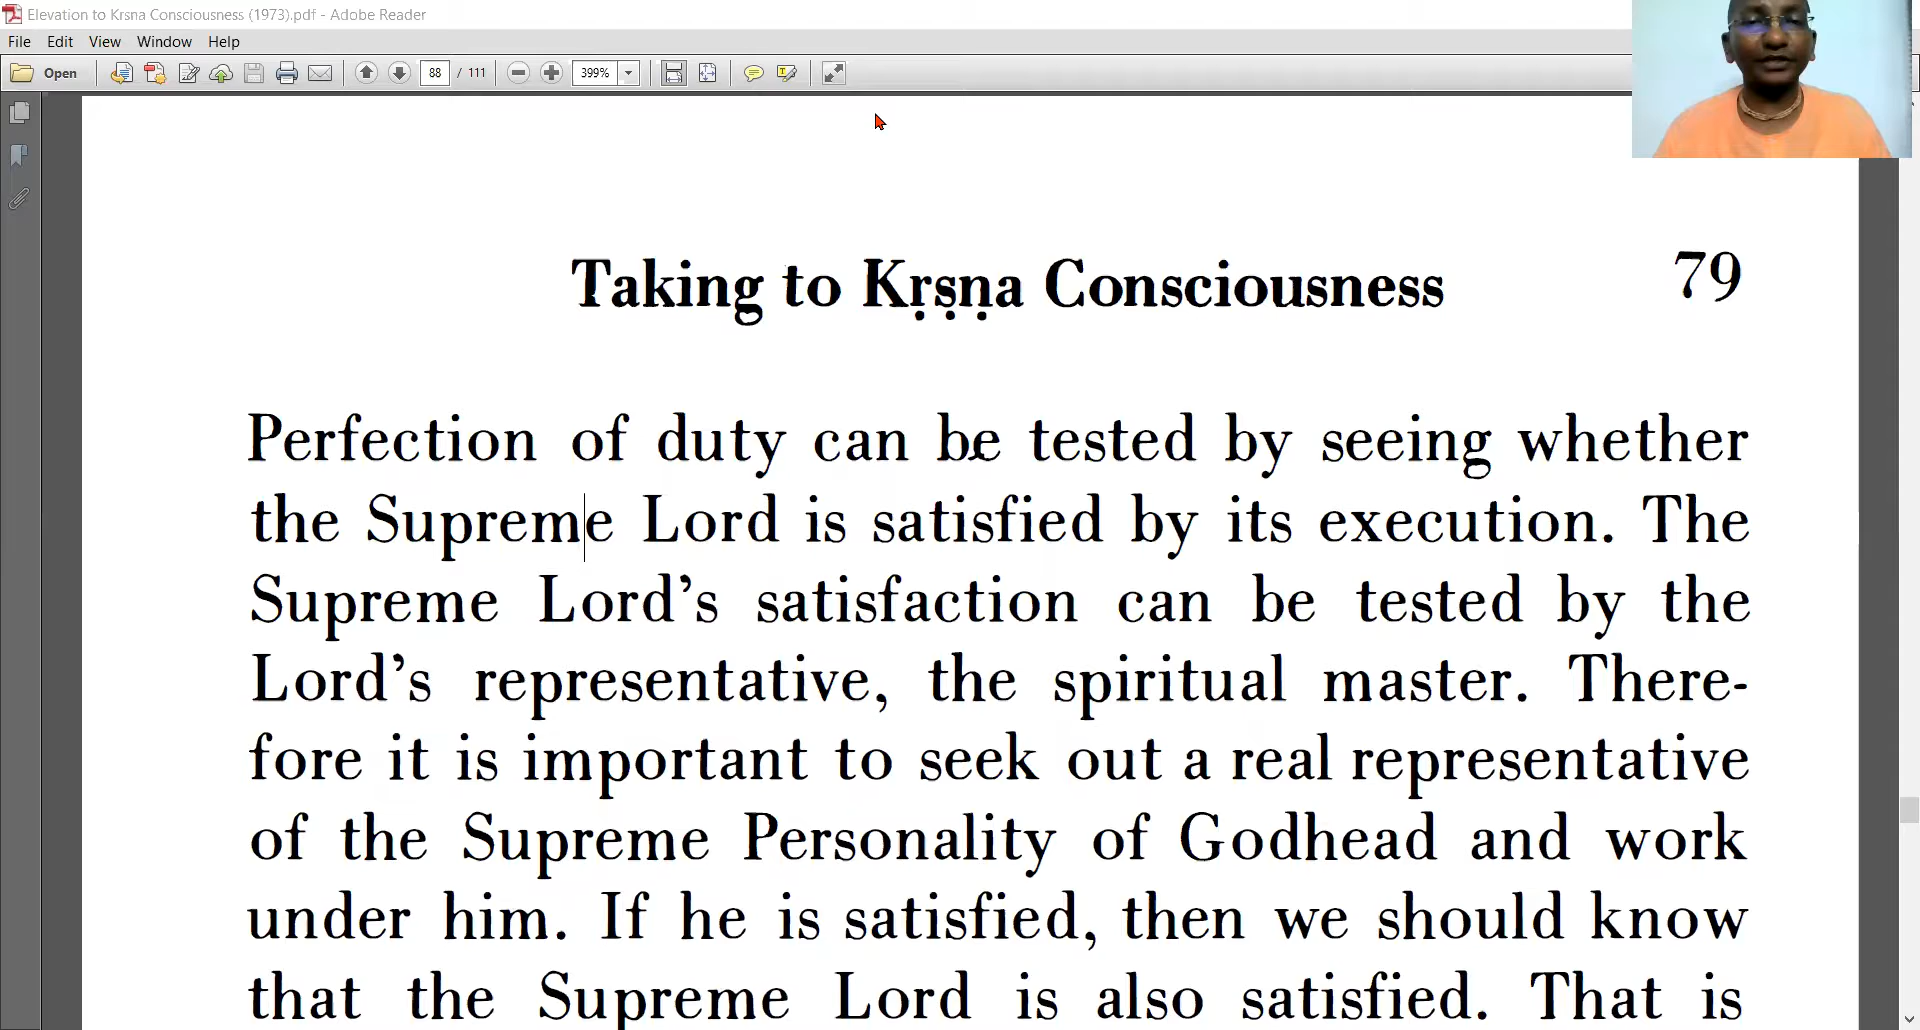 Elevation to Krsna Consciousness (1973).pdf - Adobe Reader
File Edit View Window Help
Open 88 / 111 399%
Taking to Kṛṣṇa Consciousness 79
Perfection of duty can be tested by seeing whether
the Supreme Lord is satisfied by its execution. The
Supreme Lord’s satisfaction can be tested by the
Lord’s representative, the spiritual master. There-
fore it is important to seek out a real representative
of the Supreme Personality of Godhead and work
under him. If he is satisfied, then we should know
that the Supreme Lord is also satisfied. That is